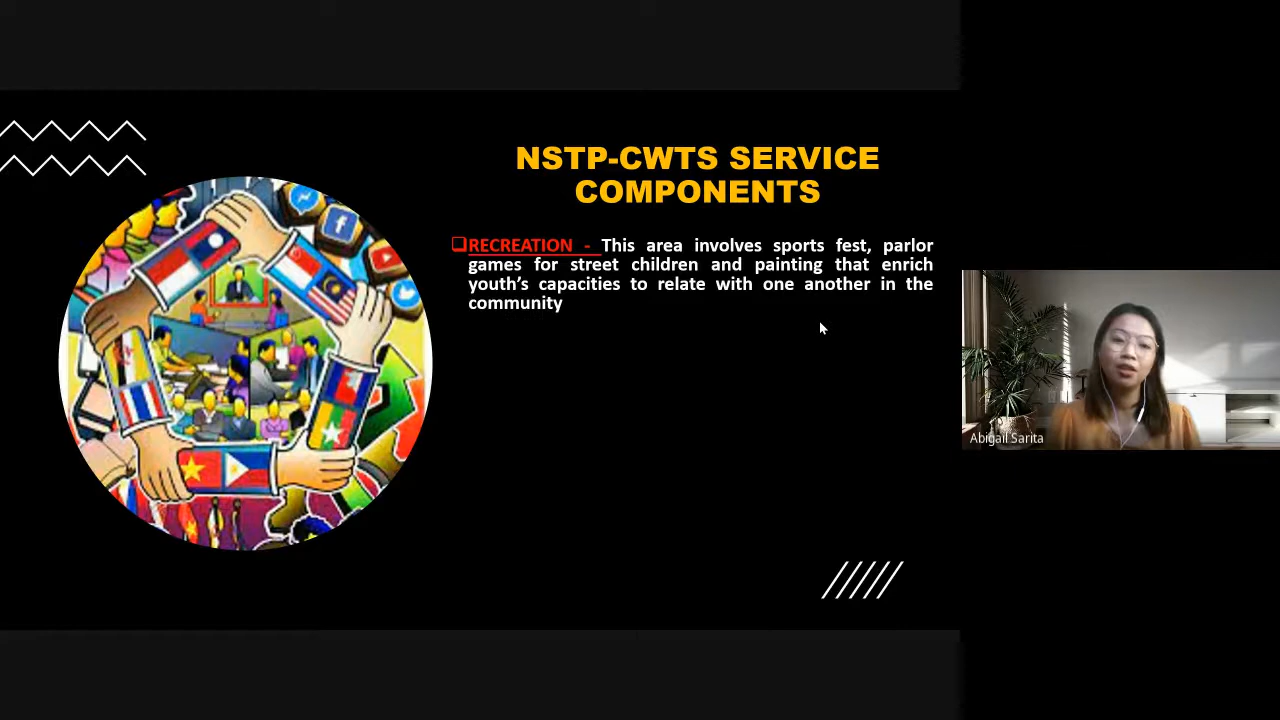 NSTP-CWTS SERVICE
COMPONENTS
RECREATION - This area involves sports fest, parlor
games for street children and painting that enrich
youth’s capacities to relate with one another in the
community
Abigail Sarita